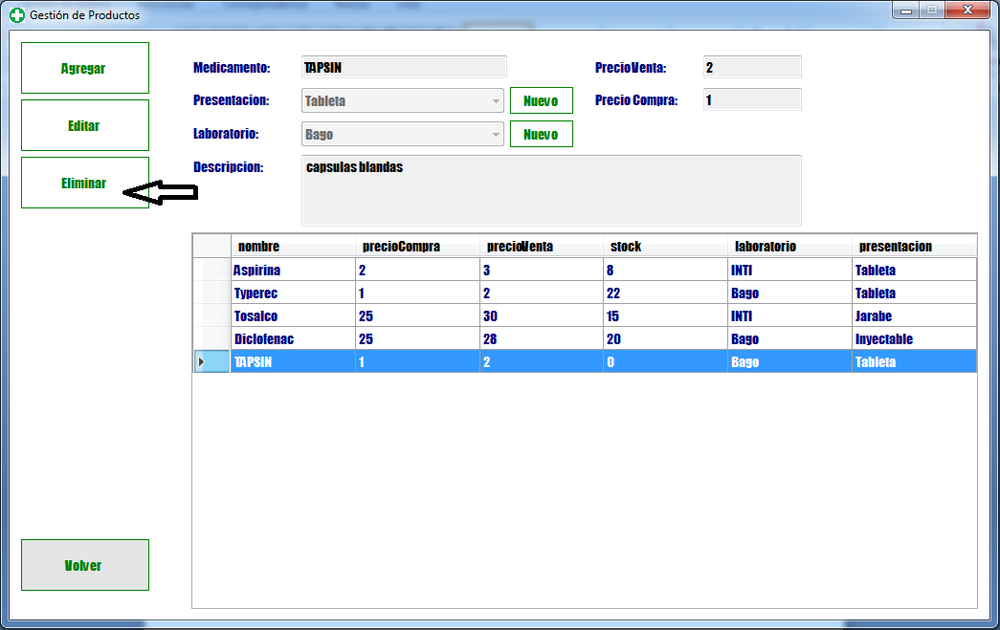 Gestión de Productos
Agregar
Editar
Eliminar
Volver
Medicamento: TAPSIN
PrecioVenta: 2
Presentacion: Tableta Nuevo
Precio Compra: 1
Laboratorio: Bago Nuevo
Descripcion: capsulas blandas
nombre precioCompra precioVenta stock laboratorio presentacion
Aspirina 2 3 8 INTI Tableta
Typerec 1 2 22 Bago Tableta
Tosalco 25 30 15 INTI Jarabe
Diclofenac 25 28 20 Bago Inyectable
TAPSIN 1 2 0 Bago Tableta